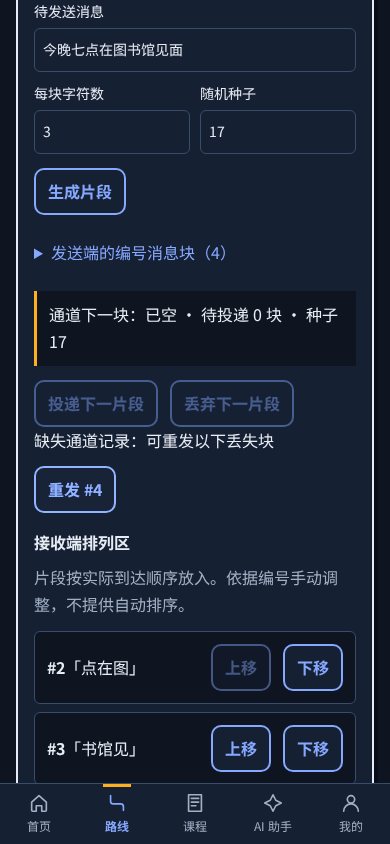 待发送消息
今晚七点在图书馆见面
每块字符数 随机种子
3 17
生成片段
▶ 发送端的编号消息块（4）
通道下一块：已空 · 待投递 0 块 · 种子
17
投递下一片段 丢弃下一片段
缺失通道记录：可重发以下丢失块
重发 #4
接收端排列区
片段按实际到达顺序放入。依据编号手动调
整，不提供自动排序。
#2「点在图」 上移 下移
#3「书馆见」 上移 下移
首页 路线 课程 AI 助手 我的